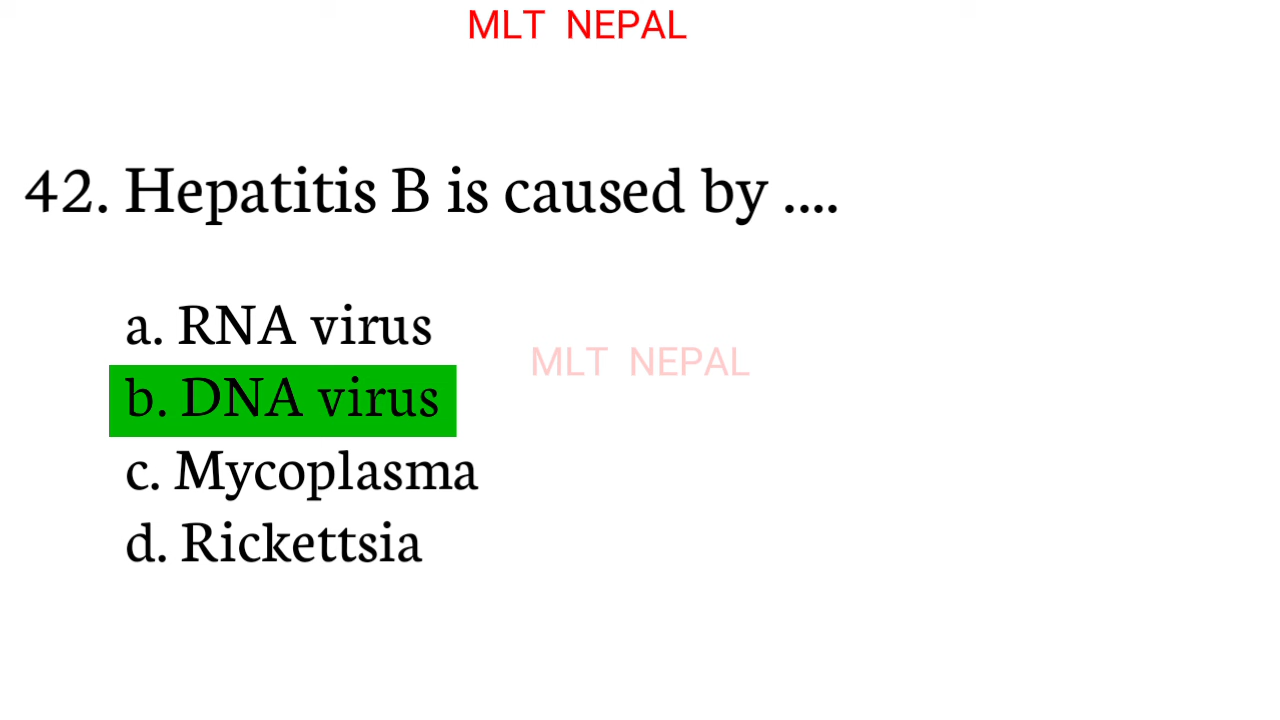 MLT NEPAL
42. Hepatitis B is caused by ....
a. RNA virus
MLT NEPAL
b. DNA virus
c. Mycoplasma
d. Rickettsia